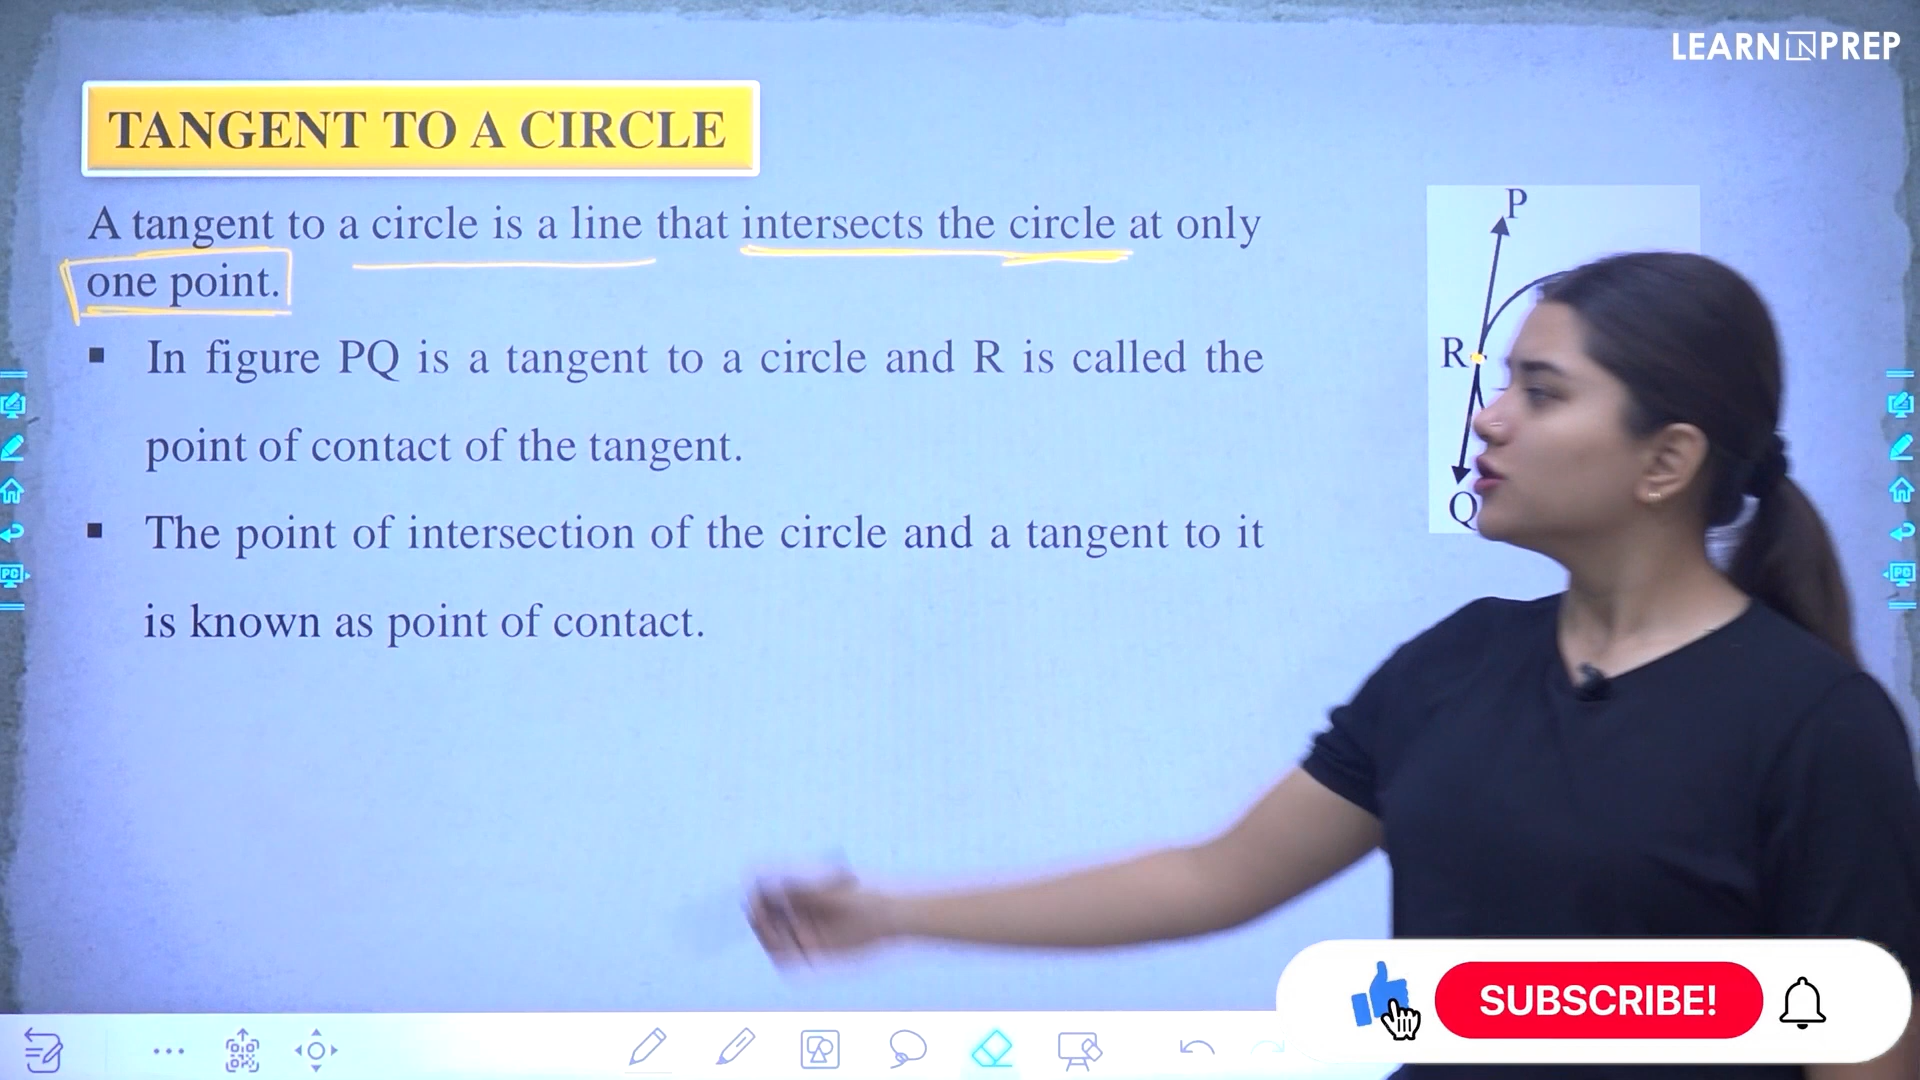 LEARN N PREP
TANGENT TO A CIRCLE
A tangent to a circle is a line that intersects the circle at only
one point.
P
R
Q
▪ In figure PQ is a tangent to a circle and R is called the
point of contact of the tangent.
▪ The point of intersection of the circle and a tangent to it
is known as point of contact.
PD
PD
SUBSCRIBE!